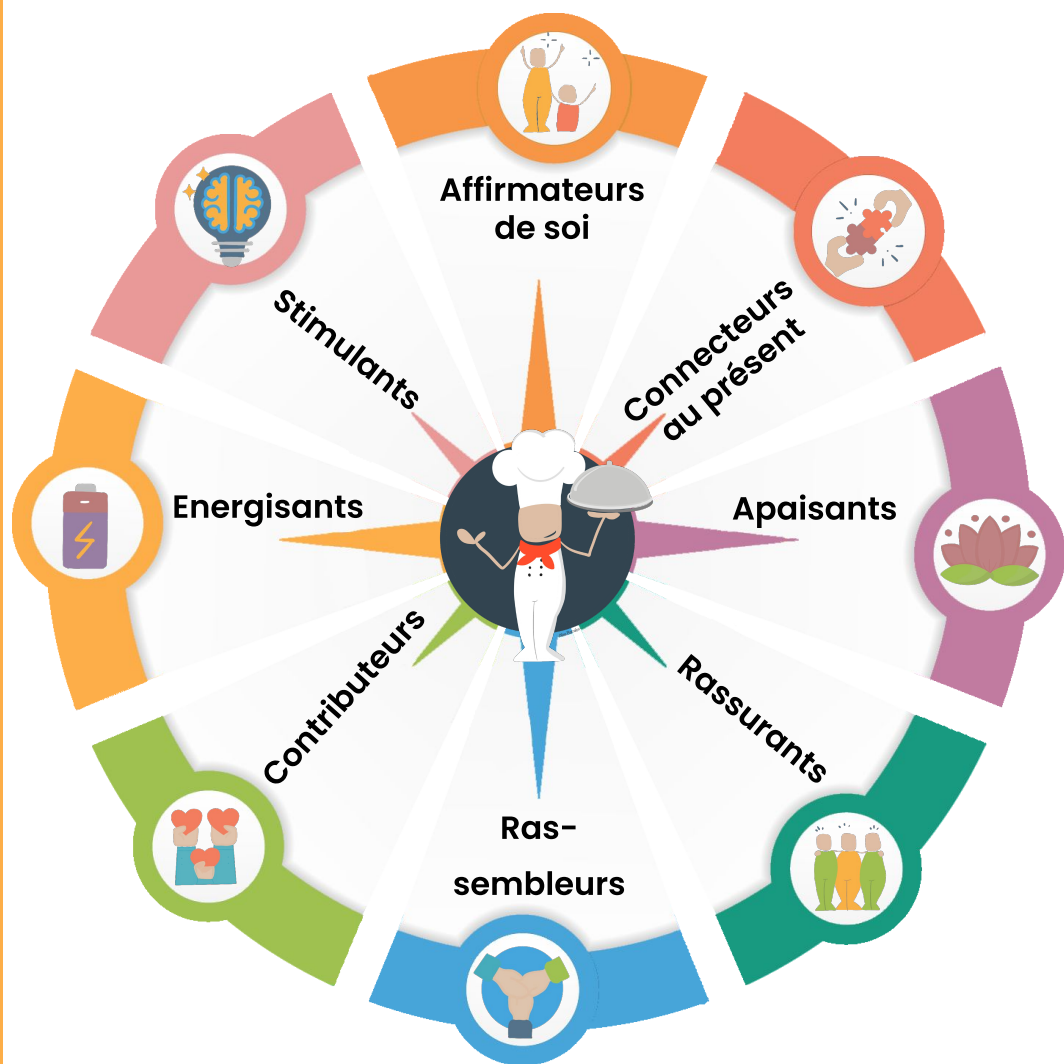 Affirmateurs
de soi
Connecteurs
au présent
Apaisants
Rassurants
Ras-
sembleurs
Contributeurs
Energisants
Stimulants